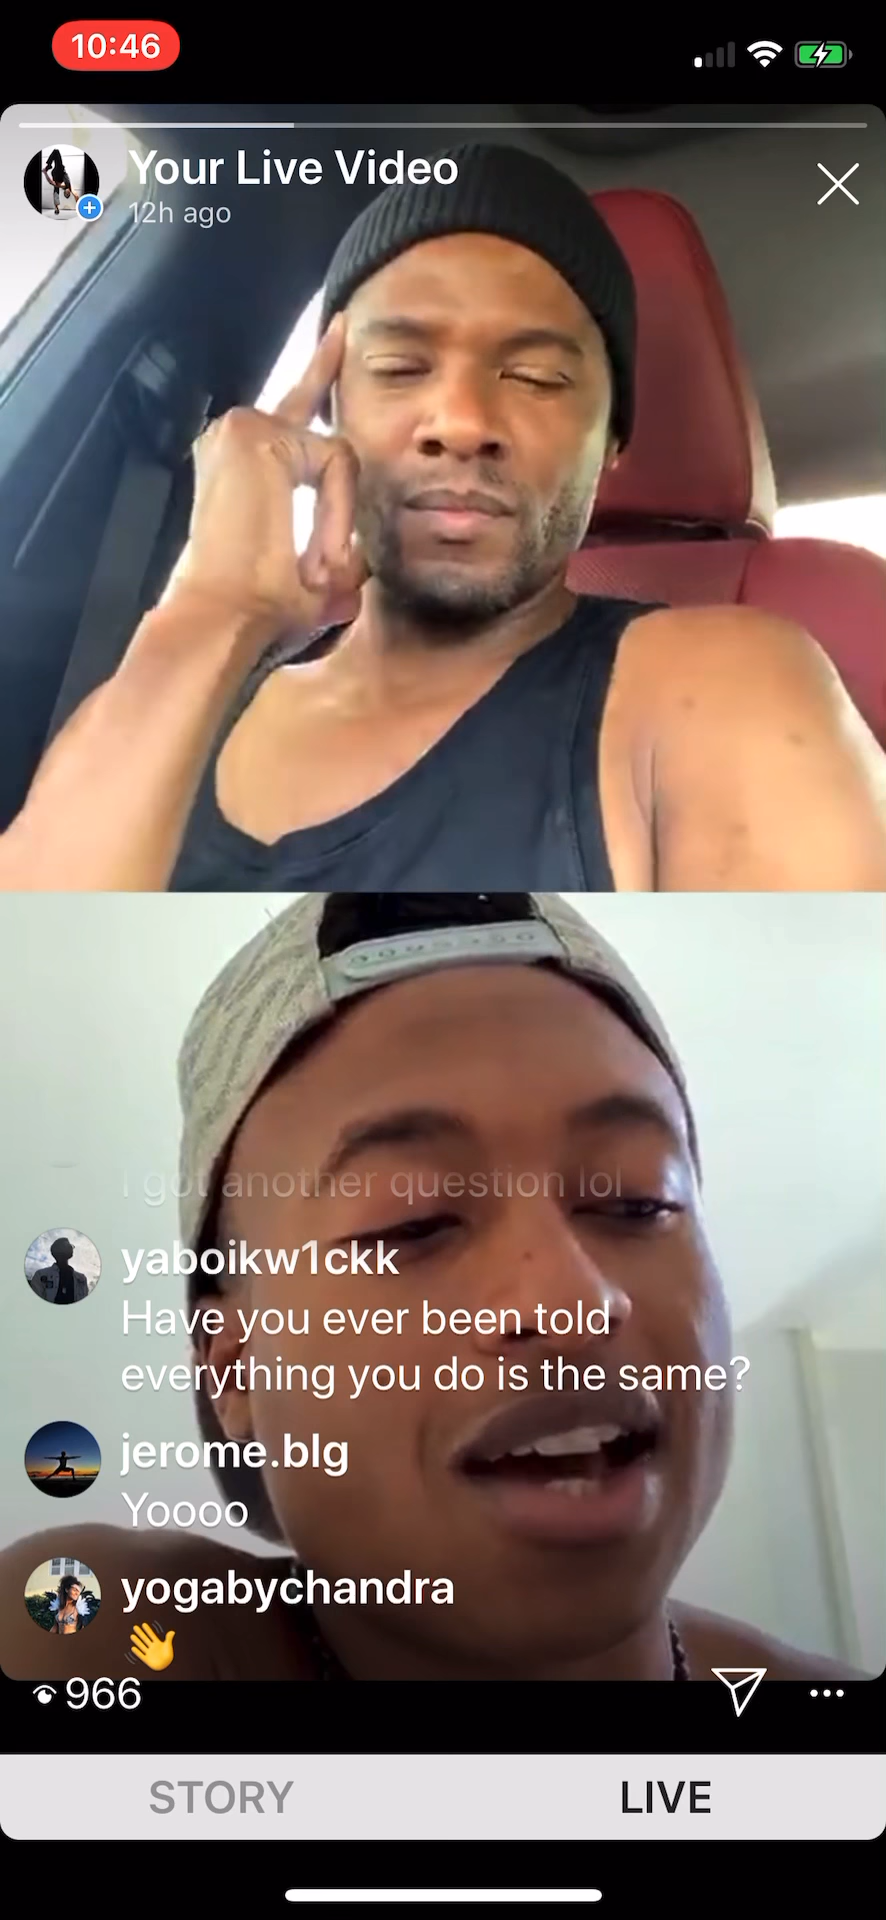 10:46
Your Live Video
12h ago
I got another question lol
yaboikw1ckk
Have you ever been told
everything you do is the same?
jerome.blg
Yoooo
yogabychandra
👋
966
STORY
LIVE